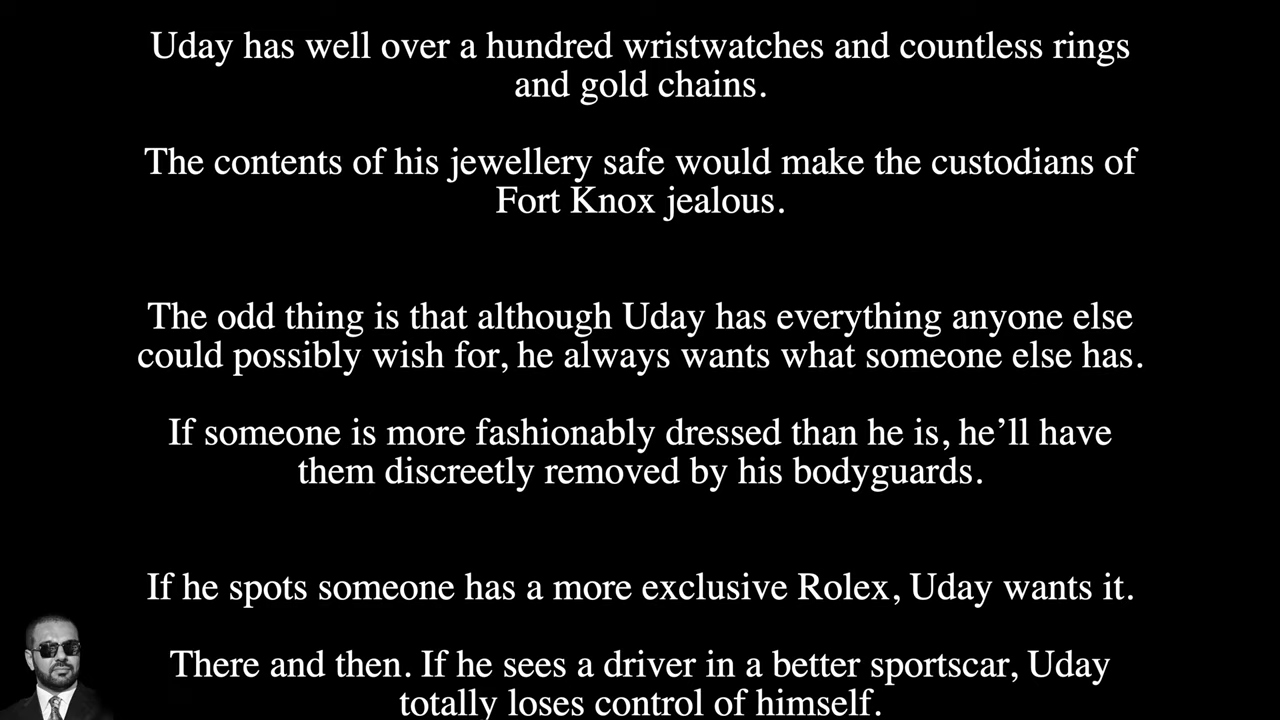 Uday has well over a hundred wristwatches and countless rings
and gold chains.
The contents of his jewellery safe would make the custodians of
Fort Knox jealous.
The odd thing is that although Uday has everything anyone else
could possibly wish for, he always wants what someone else has.
If someone is more fashionably dressed than he is, he’ll have
them discreetly removed by his bodyguards.
If he spots someone has a more exclusive Rolex, Uday wants it.
There and then. If he sees a driver in a better sportscar, Uday
totally loses control of himself.